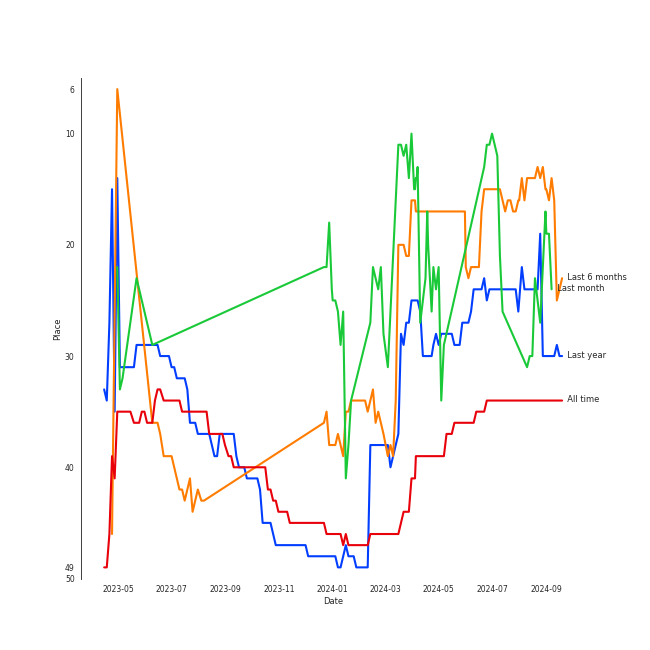 6
10
20
30
40
49
50
Place
2023-05
2023-07
2023-09
2023-11
2024-01
2024-03
2024-05
2024-07
2024-09
Date
Last 6 months
Last month
Last year
All time